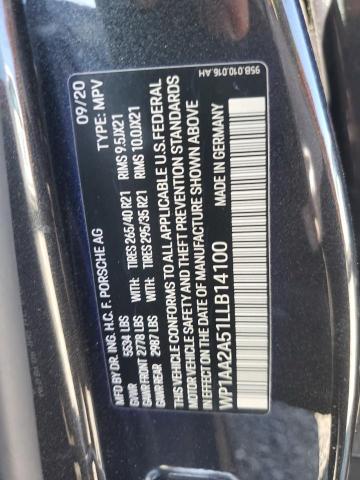 95B.010.016.AH
09/20
TYPE: MPV
DR. ING. H.C. F. PORSCHE AG
GVWR 5534 LBS WITH: TIRES 265/40 R21 RIMS 9.5JX21
GAWR FRONT 2778 LBS WITH: TIRES 295/35 R21 RIMS 10.0JX21
GAWR REAR 2987 LBS
THIS VEHICLE CONFORMS TO ALL APPLICABLE U.S. FEDERAL
MOTOR VEHICLE SAFETY AND THEFT PREVENTION STANDARDS
IN EFFECT ON THE DATE OF MANUFACTURE SHOWN ABOVE
WP1AA2A51LLB14100 MADE IN GERMANY